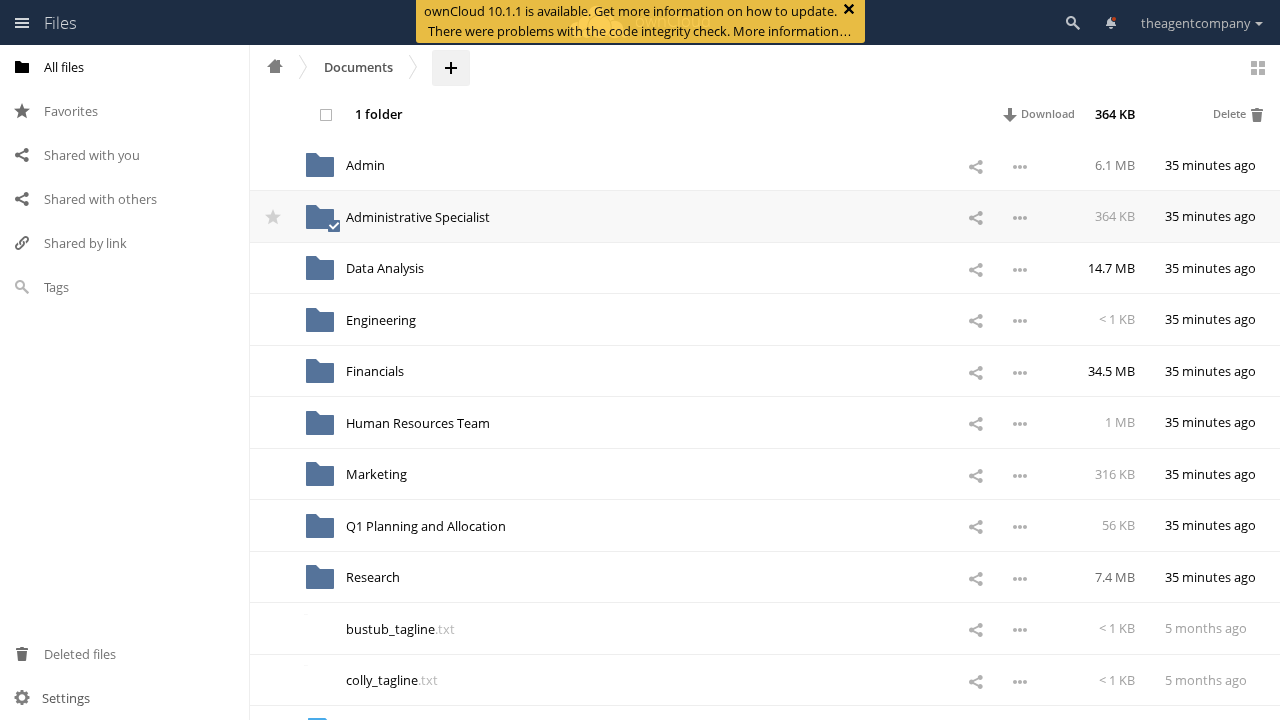 Files
ownCloud 10.1.1 is available. Get more information on how to update.
There were problems with the code integrity check. More information…
theagentcompany
All files
Favorites
Shared with you
Shared with others
Shared by link
Tags
Deleted files
Settings
Documents
1 folder
Download
364 KB
Delete
Admin
6.1 MB
35 minutes ago
Administrative Specialist
364 KB
35 minutes ago
Data Analysis
14.7 MB
35 minutes ago
Engineering
< 1 KB
35 minutes ago
Financials
34.5 MB
35 minutes ago
Human Resources Team
1 MB
35 minutes ago
Marketing
316 KB
35 minutes ago
Q1 Planning and Allocation
56 KB
35 minutes ago
Research
7.4 MB
35 minutes ago
bustub_tagline.txt
< 1 KB
5 months ago
colly_tagline.txt
< 1 KB
5 months ago